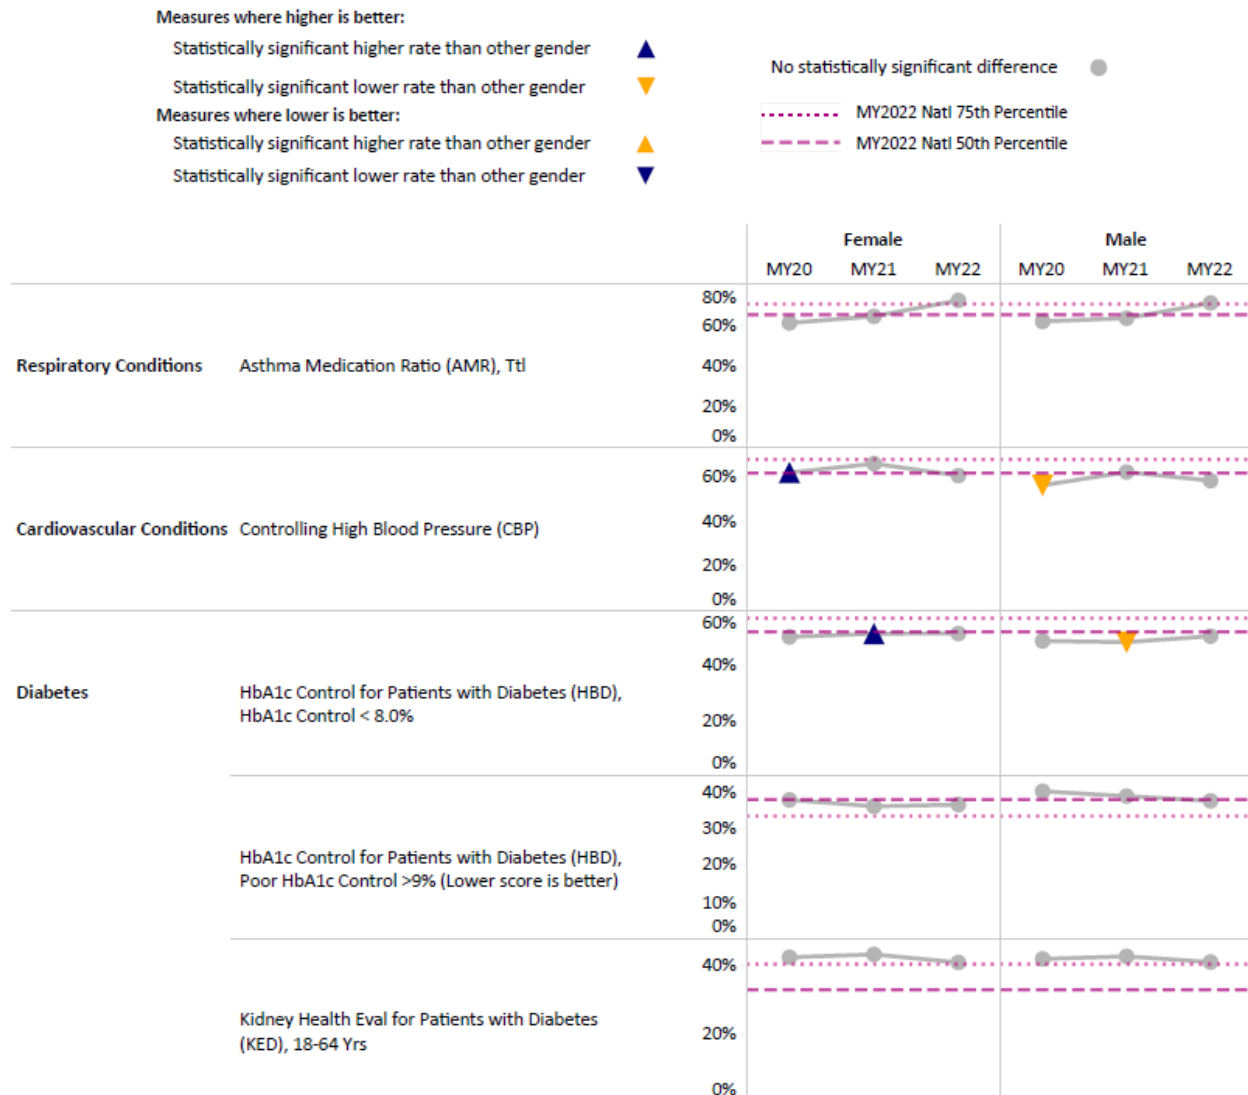 Measures where higher is better:
Statistically significant higher rate than other gender
Statistically significant lower rate than other gender
Measures where lower is better:
Statistically significant higher rate than other gender
Statistically significant lower rate than other gender
No statistically significant difference
MY2022 Natl 75th Percentile
MY2022 Natl 50th Percentile
Female Male
MY20 MY21 MY22 MY20 MY21 MY22
Respiratory Conditions Asthma Medication Ratio (AMR), Ttl
80%
60%
40%
20%
0%
Cardiovascular Conditions Controlling High Blood Pressure (CBP)
60%
40%
20%
0%
Diabetes
HbA1c Control for Patients with Diabetes (HBD),
HbA1c Control < 8.0%
60%
40%
20%
0%
HbA1c Control for Patients with Diabetes (HBD),
Poor HbA1c Control >9% (Lower score is better)
40%
30%
20%
10%
0%
Kidney Health Eval for Patients with Diabetes
(KED), 18-64 Yrs
40%
20%
0%